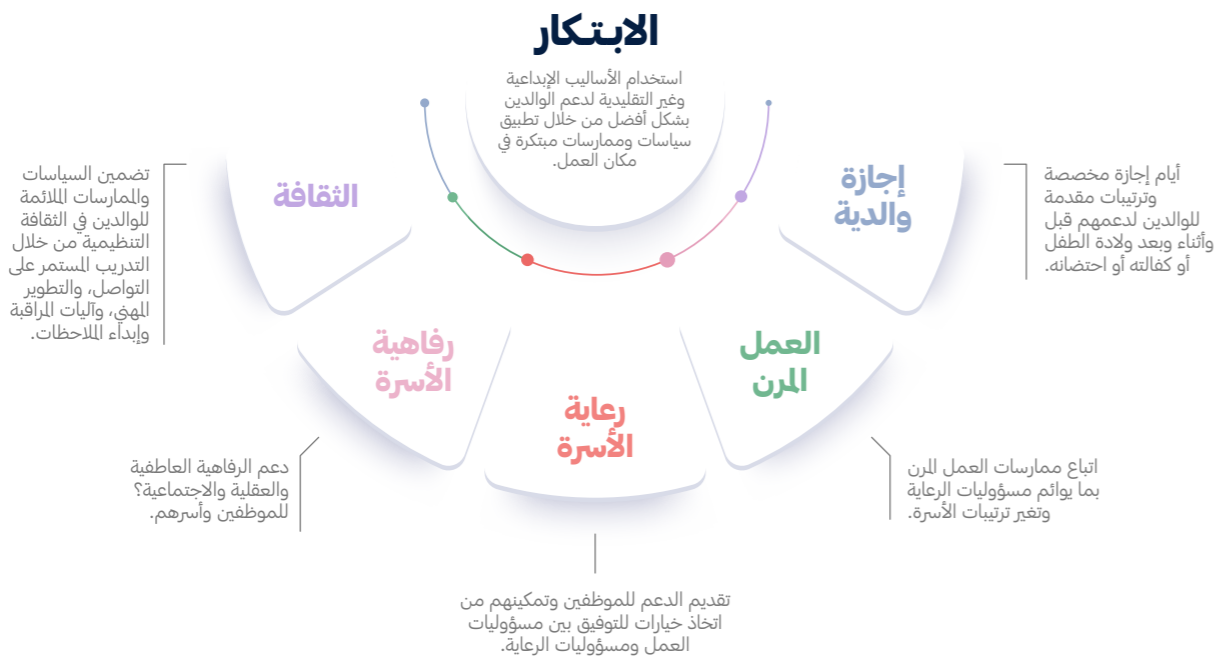 الابتكار
استخدام الأساليب الإبداعية
وغير التقليدية لدعم الوالدين
بشكل أفضل من خلال تطبيق
سياسات وممارسات مبتكرة في
مكان العمل.
إجازة
والدية
أيام إجازة مخصصة
وترتيبات مقدمة
للوالدين لدعمهم قبل
وأثناء وبعد ولادة الطفل
أو كفالته أو احتضانه.
العمل
المرن
اتباع ممارسات العمل المرن
بما يوائم مسؤوليات الرعاية
وتغير ترتيبات الأسرة.
رعاية
الأسرة
تقديم الدعم للموظفين وتمكينهم من
اتخاذ خيارات للتوفيق بين مسؤوليات
العمل ومسؤوليات الرعاية.
رفاهية
الأسرة
دعم الرفاهية العاطفية
والعقلية والاجتماعية؟
للموظفين وأسرهم.
الثقافة
تضمين السياسات
والممارسات الملائمة
للوالدين في الثقافة
التنظيمية من خلال
التدريب المستمر على
التواصل، والتطوير
المهني، وآليات المراقبة
وإبداء الملاحظات.